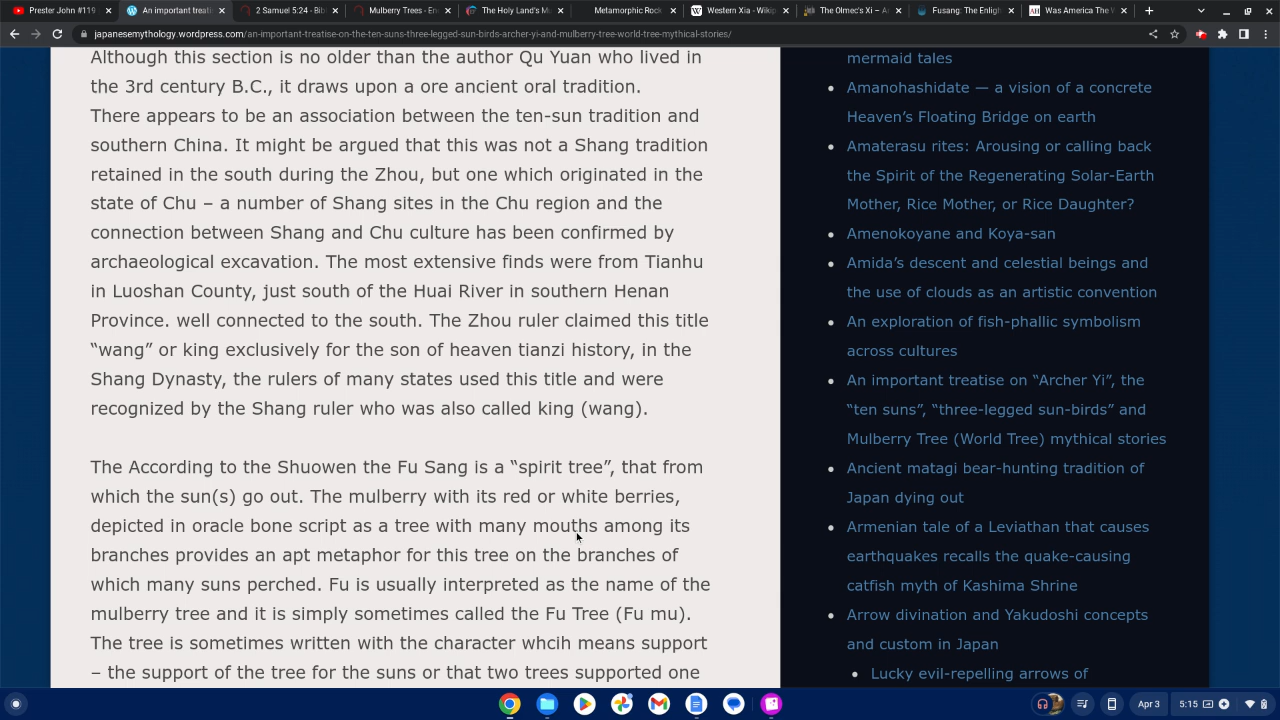 Prester John #119
An important treati
2 Samuel 5:24 - Bib
Mulberry Trees - En
The Holy Land's M
Metamorphic Rock
Western Xia - Wikip
The Olmec's Xi – A
Fusang: The Enligh
Was America The W
japanesemythology.wordpress.com/an-important-treatise-on-the-ten-suns-three-legged-sun-birds-archer-yi-and-mulberry-tree-world-tree-mythical-stories/
Although this section is no older than the author Qu Yuan who lived in
the 3rd century B.C., it draws upon a ore ancient oral tradition.
There appears to be an association between the ten-sun tradition and
southern China. It might be argued that this was not a Shang tradition
retained in the south during the Zhou, but one which originated in the
state of Chu – a number of Shang sites in the Chu region and the
connection between Shang and Chu culture has been confirmed by
archaeological excavation. The most extensive finds were from Tianhu
in Luoshan County, just south of the Huai River in southern Henan
Province. well connected to the south. The Zhou ruler claimed this title
“wang” or king exclusively for the son of heaven tianzi history, in the
Shang Dynasty, the rulers of many states used this title and were
recognized by the Shang ruler who was also called king (wang).
The According to the Shuowen the Fu Sang is a “spirit tree”, that from
which the sun(s) go out. The mulberry with its red or white berries,
depicted in oracle bone script as a tree with many mouths among its
branches provides an apt metaphor for this tree on the branches of
which many suns perched. Fu is usually interpreted as the name of the
mulberry tree and it is simply sometimes called the Fu Tree (Fu mu).
The tree is sometimes written with the character whcih means support
– the support of the tree for the suns or that two trees supported one
mermaid tales
Amanohashidate — a vision of a concrete
Heaven’s Floating Bridge on earth
Amaterasu rites: Arousing or calling back
the Spirit of the Regenerating Solar-Earth
Mother, Rice Mother, or Rice Daughter?
Amenokoyane and Koya-san
Amida’s descent and celestial beings and
the use of clouds as an artistic convention
An exploration of fish-phallic symbolism
across cultures
An important treatise on “Archer Yi”, the
“ten suns”, “three-legged sun-birds” and
Mulberry Tree (World Tree) mythical stories
Ancient matagi bear-hunting tradition of
Japan dying out
Armenian tale of a Leviathan that causes
earthquakes recalls the quake-causing
catfish myth of Kashima Shrine
Arrow divination and Yakudoshi concepts
and custom in Japan
Lucky evil-repelling arrows of
Apr 3
5:15